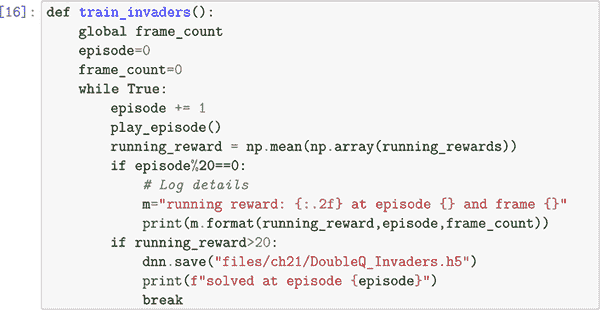 [16]: def train_invaders():
    global frame_count
    episode=0
    frame_count=0
    while True:
        episode += 1
        play_episode()
        running_reward = np.mean(np.array(running_rewards))
        if episode%20==0:
            # Log details
            m="running reward: {:.2f} at episode {} and frame {}"
            print(m.format(running_reward,episode,frame_count))
        if running_reward>20:
            dnn.save("files/ch21/DoubleQ_Invaders.h5")
            print(f"solved at episode {episode}")
            break